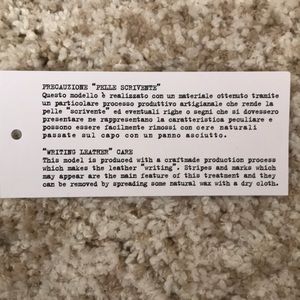 PRECAUZIONE "PELLE SCRIVENTE"
Questo modello è realizzato con un materiale ottenuto tramite
un particolare processo produttivo artigianale che rende la
pelle "scrivente" ed eventuali righe o segni che si dovessero
presentare ne rappresentano la caratteristica peculiare e
possono essere facilmente rimossi con cere naturali
passate sul capo con un panno asciutto.
"WRITING LEATHER" CARE
This model is produced with a craftmade production process
which makes the leather "writing". Stripes and marks which
may appear are the main feature of this treatment and they
can be removed by spreading some natural wax with a dry cloth.